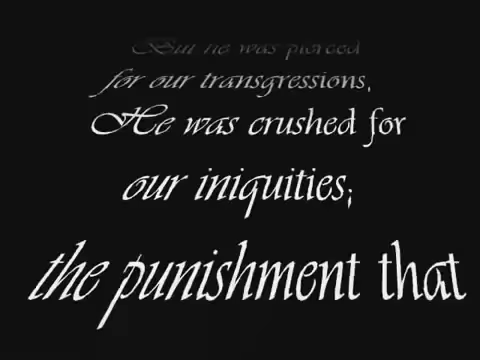 But he was pierced
for our transgressions,
He was crushed for
our iniquities;
the punishment that